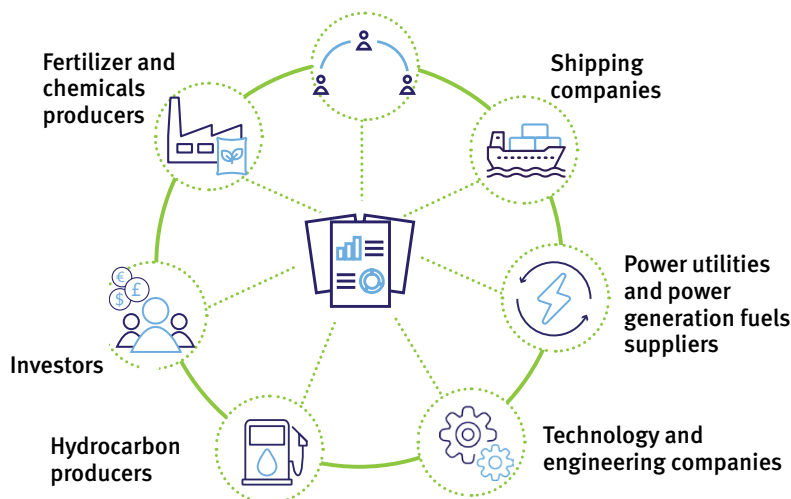 Fertilizer and
chemicals
producers
Shipping
companies
Power utilities
and power
generation fuels
suppliers
Technology and
engineering companies
Hydrocarbon
producers
Investors
€
$
£